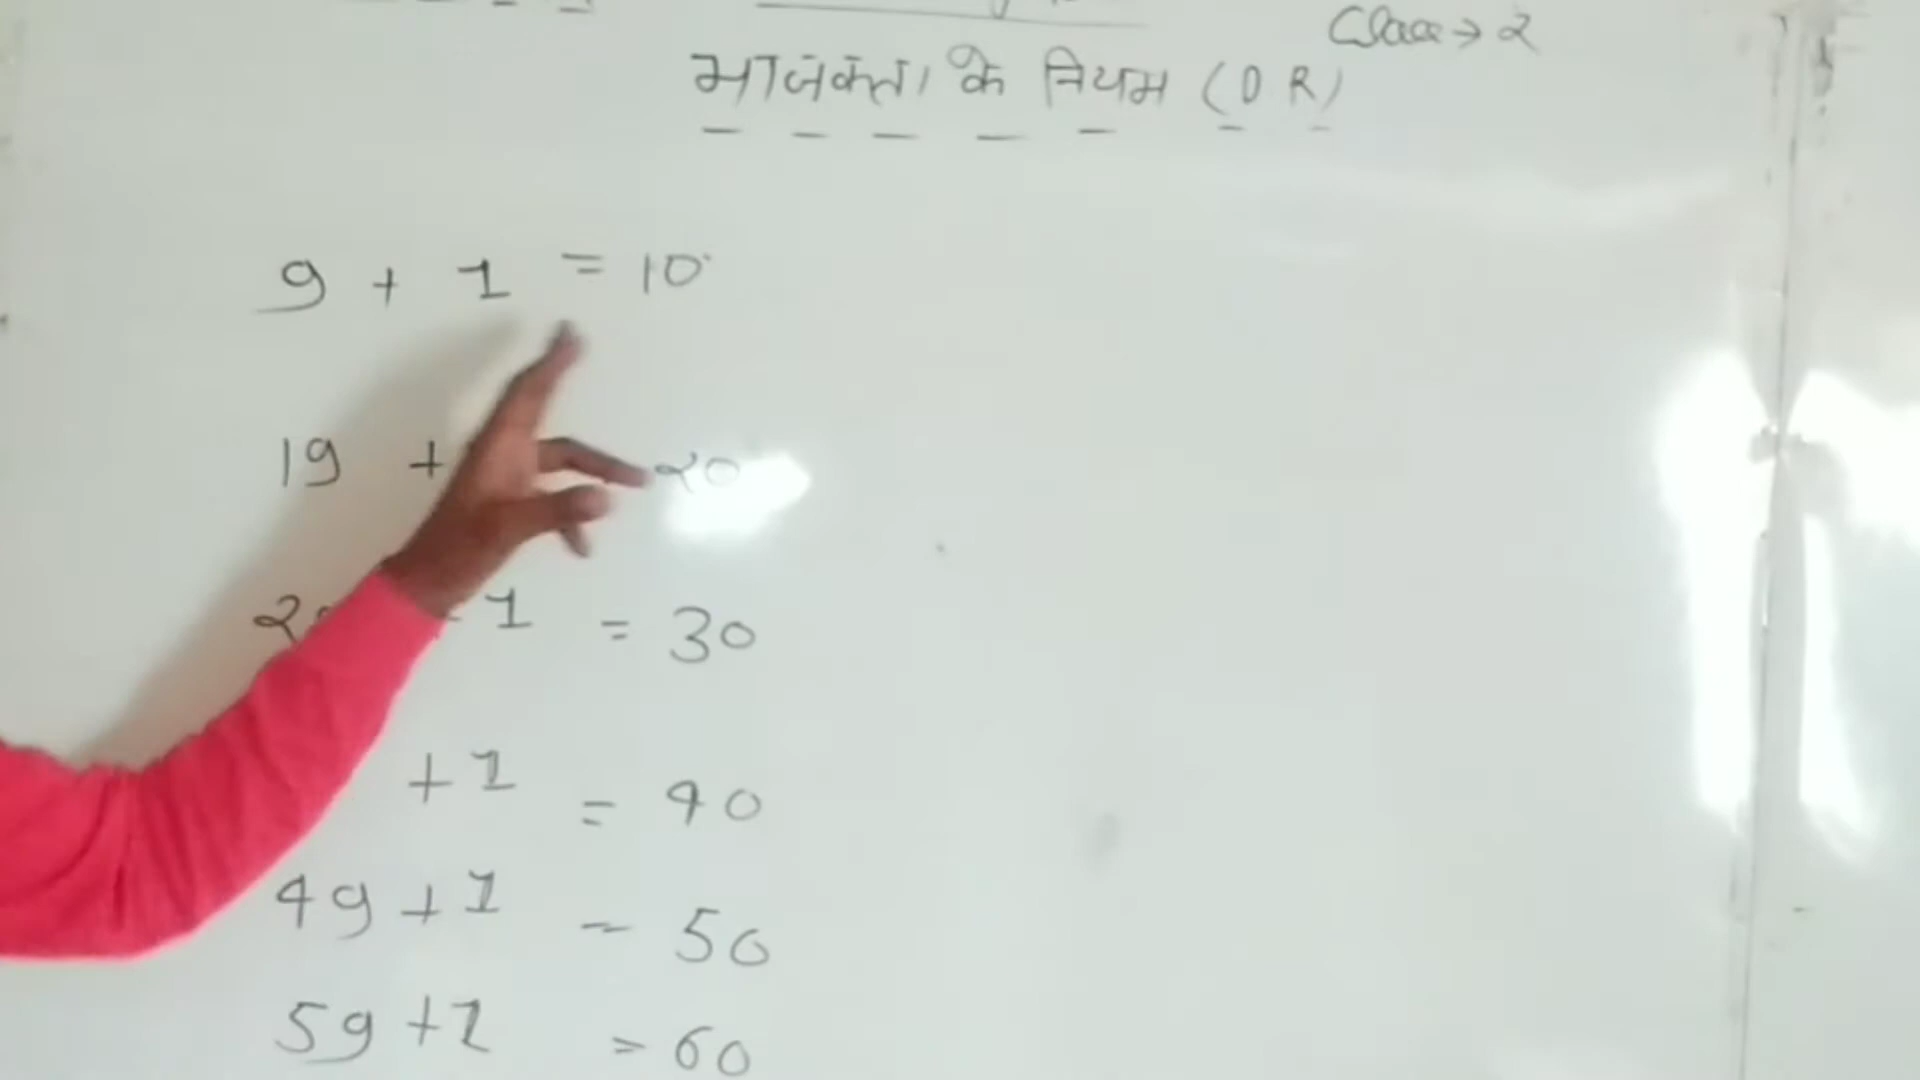 Class → 2
भाजकता के नियम (D R)
9 + 1 = 10
19 + 20
2 1 = 30
+ 1 = 40
49 + 1 = 50
59 + 1 = 60